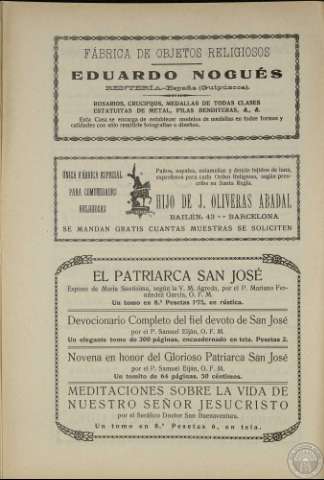 FÁBRICA DE OBJETOS RELIGIOSOS
EDUARDO NOGUÉS
RENTERÍA.-España (Guipúzcoa).
ROSARIOS, CRUCIFIJOS, MEDALLAS DE TODAS CLASES
ESTATUITAS DE METAL, PILAS BENDITERAS, &, &
Esta Casa se encarga de establecer modelos de medallas en todas formas y
calidades con sólo remitirle fotografías o diseños.
ÚNICA FÁBRICA ESPECIAL
PARA COMUNIDADES
RELIGIOSAS
Paños, sayales, estameñas y demás tejidos de lana,
especiales para cada Orden Religiosa, según pres-
cribe su Santa Regla.
HIJO DE J. OLIVERAS ABADAL
BAILÉN, 43 -- BARCELONA
SE MANDAN GRATIS CUANTAS MUESTRAS SE SOLICITEN
EL PATRIARCA SAN JOSÉ
Esposo de María Santísima, según la V. M. Agreda, por el P. Mariano Fer-
nández García, O. F. M.
Un tomo en 8.º Pesetas 1'75, en rústica.
Devocionario Completo del fiel devoto de San José
por el P. Samuel Eiján, O. F. M.
Un elegante tomo de 300 páginas, encuadernado en tela. Pesetas 2.
Novena en honor del Glorioso Patriarca San José
por el P. Samuel Eiján, O. F. M.
Un tomito de 64 páginas, 50 céntimos.
MEDITACIONES SOBRE LA VIDA DE
NUESTRO SEÑOR JESUCRISTO
por el Seráfico Doctor San Buenaventura.
Un tomo en 8.º Pesetas 6, en tela.